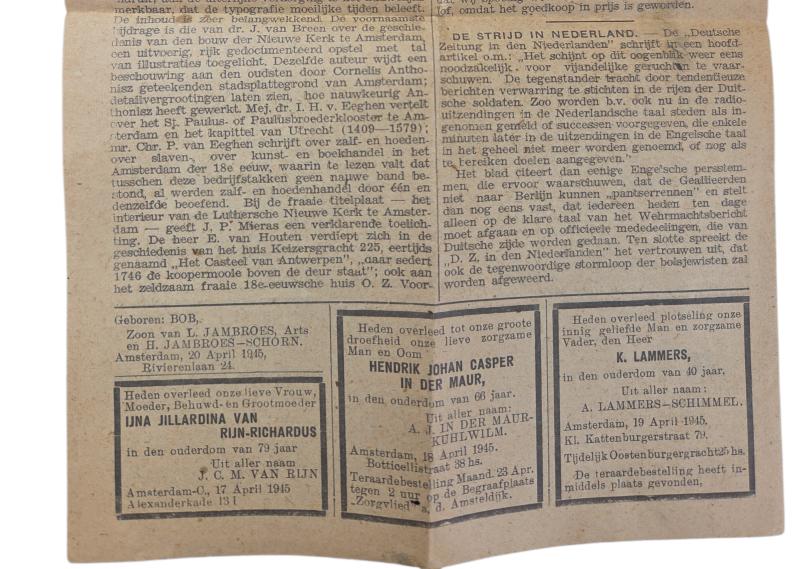 merkbaar, dat de typografie moeilijke tijden beleeft.
De inhoud is zeer belangwekkend. De voornaamste
bijdrage is die van dr. J. van Breen over de geschie-
denis van den bouw der Nieuwe Kerk te Amsterdam,
een uitvoerig, rijk gedocumenteerd opstel met tal
van illustraties toegelicht. Dezelfde auteur wijdt een
beschouwing aan den oudsten door Cornelis Antho-
nisz geteekenden stadsplattegrond van Amsterdam;
detailvergrootingen laten zien, hoe nauwkeurig An-
thonisz heeft gewerkt. Mej. dr. I. H. v. Eeghen vertelt
over het St. Paulus- of Paulusbroederklooster te Am-
sterdam en het kapittel van Utrecht (1409—1579);
mr. Chr. P. van Eeghen schrijft over zalf- en hoeden-
over slaven-, over kunst- en boekhandel in het
Amsterdam der 18e eeuw, waarin te lezen valt dat
tusschen deze bedrijfstakken geen nauwe band be-
stond, al werden zalf- en hoedenhandel door één en
denzelfde beoefend. Bij de fraaie titelplaat — het
interieur van de Luthersche Nieuwe Kerk te Amster-
dam — geeft J. P. Mieras een verklarende toelich-
ting. De heer E. van Houten verdiept zich in de
geschiedenis van het huis Keizersgracht 225, eertijds
genaamd „Het Casteel van Antwerpen”, „daar sedert
1746 de koopermoole boven de deur staat”; ook aan
het zeldzaam fraaie 18e-eeuwsche huis O. Z. Voor-
lof, omdat het goedkoop in prijs is geworden.
DE STRIJD IN NEDERLAND. — De „Deutsche
Zeitung in den Niederlanden” schrijft in een hoofd-
artikel o.m.: „Het schijnt op dit oogenblik weer eens
noodzakelijk voor vijandelijke geruchten te waar-
schuwen. De tegenstander tracht door tendentieuze
berichten verwarring te stichten in de rijen der Duit-
sche soldaten. Zoo worden b.v. ook nu in de radio-
uitzendingen in de Nederlandsche taal steden als in-
genomen gemeld of successen voorgegeven, die enkele
minuten later in de uitzendingen in de Engelsche taal
in het geheel niet meer worden genoemd, of nog als
te bereiken doelen aangegeven.”
Het blad citeert dan eenige Engelsche persstem-
men, die ervoor waarschuwen, dat de Geallieerden
niet naar Berlijn kunnen „pantserrennen” en stelt
dan nog eens vast, dat iedereen heden ten dage
alleen op de klare taal van het Wehrmachtsbericht
moet afgaan en op officieele mededeelingen, die van
Duitsche zijde worden gedaan. Ten slotte spreekt de
„D. Z. in den Niederlanden” het vertrouwen uit, dat
ook de tegenwoordige stormloop der bolsjewisten zal
worden afgeweerd.
Geboren: BOB,
Zoon van L. JAMBROES, Arts
en H. JAMBROES—SCHORN.
Amsterdam, 20 April 1945,
Rivierenlaan 24.
Heden overleed onze lieve Vrouw,
Moeder, Behuwd- en Grootmoeder
IJNA JILLARDINA VAN
RIJN-RICHARDUS
in den ouderdom van 79 jaar
Uit aller naam
J. C. M. VAN RIJN
Amsterdam-C., 17 April 1945
Alexanderkade 13 I
Heden overleed tot onze groote
droefheid onze lieve zorgzame
Man en Oom
HENDRIK JOHAN CASPER
IN DER MAUR,
in den ouderdom van 66 jaar.
Uit aller naam:
A. J. IN DER MAUR-
KÜHLWILM.
Amsterdam, 18 April 1945.
Botticellistraat 38 hs.
Teraardebestelling Maand. 23 Apr.
tegen 2 uur op de Begraafplaats
„Zorgvlied” a. d. Amsteldijk.
Heden overleed plotseling onze
innig geliefde Man en zorgzame
Vader, den Heer
K. LAMMERS,
in den ouderdom van 40 jaar.
Uit aller naam:
A. LAMMERS—SCHIMMEL.
Amsterdam, 19 April 1945.
Kl. Kattenburgerstraat 79.
Tijdelijk Oostenburgergracht 25 hs.
De teraardebestelling heeft in-
middels plaats gevonden.